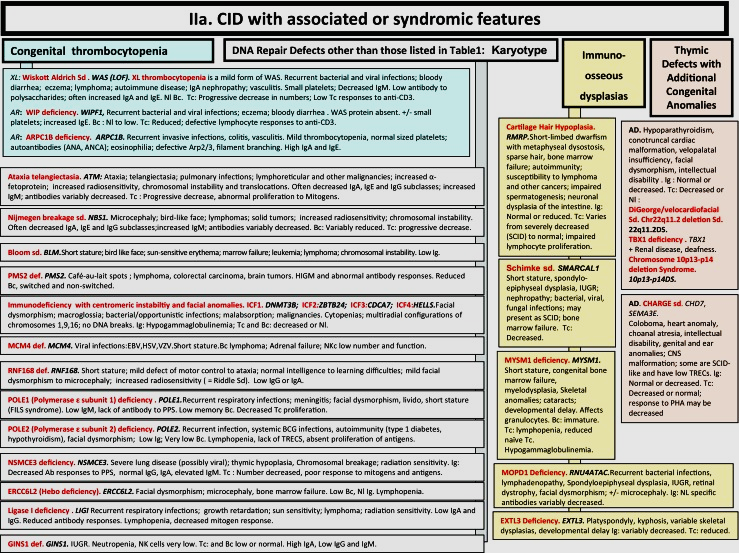 IIa. CID with associated or syndromic features
Congenital thrombocytopenia
DNA Repair Defects other than those listed in Table1: Karyotype
Immuno-
osseous
dysplasias
Thymic
Defects with
Additional
Congenital
Anomalies
XL: Wiskott Aldrich Sd . WAS (LOF). XL thrombocytopenia is a mild form of WAS. Recurrent bacterial and viral infections; bloody
diarrhea; eczema; lymphoma; autoimmune disease; IgA nephropathy; vasculitis. Small platelets; Decreased IgM. Low antibody to
polysaccharides; often increased IgA and IgE. Nl Bc. Tc: Progressive decrease in numbers; Low Tc responses to anti-CD3.
AR: WIP deficiency. WIPF1, Recurrent bacterial and viral infections; eczema; bloody diarrhea . WAS protein absent. +/- small
platelets; increased IgE. Bc : Nl to low. Tc: Reduced; defective lymphocyte responses to anti-CD3.
AR: ARPC1B deficiency. ARPC1B. Recurrent invasive infections, colitis, vasculitis. Mild thrombocytopenia, normal sized platelets;
autoantibodies (ANA, ANCA); eosinophilia; defective Arp2/3, filament branching. High IgA and IgE.
Ataxia telangiectasia. ATM: Ataxia; telangiectasia; pulmonary infections; lymphoreticular and other malignancies; increased α-
fetoprotein; increased radiosensitivity, chromosomal instability and translocations. Often decreased IgA, IgE and IgG subclasses; increased
IgM; antibodies variably decreased. Tc : Progressive decrease, abnormal proliferation to Mitogens.
Nijmegen breakage sd. NBS1. Microcephaly; bird-like face; lymphomas; solid tumors; increased radiosensitivity; chromosomal instability.
Often decreased IgA, IgE and IgG subclasses;increased IgM; antibodies variably decreased. Bc: Variably reduced. Tc: progressive decrease.
Bloom sd. BLM.Short stature; bird like face; sun-sensitive erythema; marrow failure; leukemia; lymphoma; chromosomal instability. Low Ig.
PMS2 def. PMS2. Café-au-lait spots ; lymphoma, colorectal carcinoma, brain tumors. HIGM and abnormal antibody responses. Reduced
Bc, switched and non-switched.
Immunodeficiency with centromeric instabitiy and facial anomalies. ICF1. DNMT3B; ICF2:ZBTB24; ICF3:CDCA7; ICF4:HELLS.Facial
dysmorphism; macroglossia; bacterial/opportunistic infections; malabsorption; malignancies. Cytopenias; multiradial configurations of
chromosomes 1,9,16; no DNA breaks. Ig: Hypogammaglobulinemia; Tc and Bc: decreased or Nl.
MCM4 def. MCM4. Viral infections:EBV,HSV,VZV.Short stature.Bc lymphoma; Adrenal failure; NKc low number and function.
RNF168 def. RNF168. Short stature; mild defect of motor control to ataxia; normal intelligence to learning difficulties; mild facial
dysmorphism to microcephaly; increased radiosensitivity ( = Riddle Sd). Low IgG or IgA.
POLE1 (Polymerase ε subunit 1) deficiency . POLE1.Recurrent respiratory infections; meningitis; facial dysmorphism, livido, short stature
(FILS syndrome). Low IgM, lack of antibody to PPS. Low memory Bc. Decreased Tc proliferation.
POLE2 (Polymerase ε subunit 2) deficiency. POLE2. Recurrent infection, systemic BCG infections, autoimmunity (type 1 diabetes,
hypothyroidism), facial dysmorphism; Low Ig; Very low Bc. Lymphopenia, lack of TRECS, absent proliferation of antigens.
NSMCE3 deficiency. NSMCE3. Severe lung disease (possibly viral); thymic hypoplasia, Chromosomal breakage; radiation sensitivity. Ig:
Decreased Ab responses to PPS, normal IgG, IgA, elevated IgM. Tc : Number decreased, poor response to mitogens and antigens.
ERCC6L2 (Hebo deficiency). ERCC6L2. Facial dysmorphism; microcephaly, bone marrow failure. Low Bc, Nl Ig. Lymphopenia.
Ligase I deficiency . LIGI Recurrent respiratory infections; growth retardation; sun sensitivity; lymphoma; radiation sensitivity. Low IgA and
IgG. Reduced antibody responses. Lymphopenia, decreased mitogen response.
GINS1 def. GINS1. IUGR. Neutropenia, NK cells very low. Tc: and Bc low or normal. High IgA, Low IgG and IgM.
Cartilage Hair Hypoplasia.
RMRP.Short-limbed dwarfism
with metaphyseal dysostosis,
sparse hair, bone marrow
failure; autoimmunity;
susceptibility to lymphoma
and other cancers; impaired
spermatogenesis; neuronal
dysplasia of the intestine. Ig:
Normal or reduced. Tc: Varies
from severely decreased
(SCID) to normal; impaired
lymphocyte proliferation.
Schimke sd. SMARCAL1
Short stature, spondylo-
epiphyseal dysplasia, IUGR;
nephropathy; bacterial, viral,
fungal infections; may
present as SCID; bone
marrow failure. Tc:
Decreased.
MYSM1 deficiency. MYSM1.
Short stature, congenital bone
marrow failure,
myelodysplasia, Skeletal
anomalies; cataracts;
developmental delay. Affects
granulocytes. Bc: immature.
Tc: lymphopenia, reduced
naive Tc.
Hypogammaglobulinemia.
MOPD1 Deficiency. RNU4ATAC.Recurrent bacterial infections,
lymphadenopathy, Spondyloepiphyseal dysplasia, IUGR, retinal
dystrophy, facial dysmorphism; +/- microcephaly. Ig: NL specific
antibodies variably decreased.
EXTL3 Deficiency. EXTL3. Platyspondyly, kyphosis, variable skeletal
dysplasias, developmental delay Ig: variably decreased. Tc: reduced.
AD. Hypoparathyroidism,
conotruncal cardiac
malformation, velopalatal
insufficiency, facial
dysmorphism, intellectual
disability . Ig : Normal or
decreased. Tc: Decreased or
Nl :
DiGeorge/velocardiofacial
Sd. Chr22q11.2 deletion Sd.
22q11.2DS.
TBX1 deficiency . TBX1
+ Renal disease, deafness.
Chromosome 10p13-p14
deletion Syndrome.
10p13-p14DS.
AD. CHARGE sd. CHD7,
SEMA3E.
Coloboma, heart anomaly,
choanal atresia, intellectual
disability, genital and ear
anomalies; CNS
malformation; some are SCID-
like and have low TRECs. Ig:
Normal or decreased. Tc:
Decreased or normal;
response to PHA may be
decreased